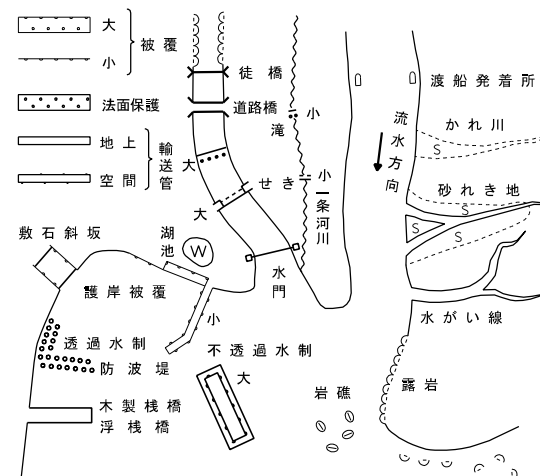 大
被覆
小
法面保護
地上
輸送管
空間
徒橋
道路橋
小
滝
大
せき
小
大
一条河川
流水方向
渡船発着所
かれ川
S
砂れき地
S
S
S
敷石斜坂
湖池
W
水門
護岸被覆
小
水がい線
透過水制
不透過水制
防波堤
大
木製桟橋
浮桟橋
岩礁
露岩